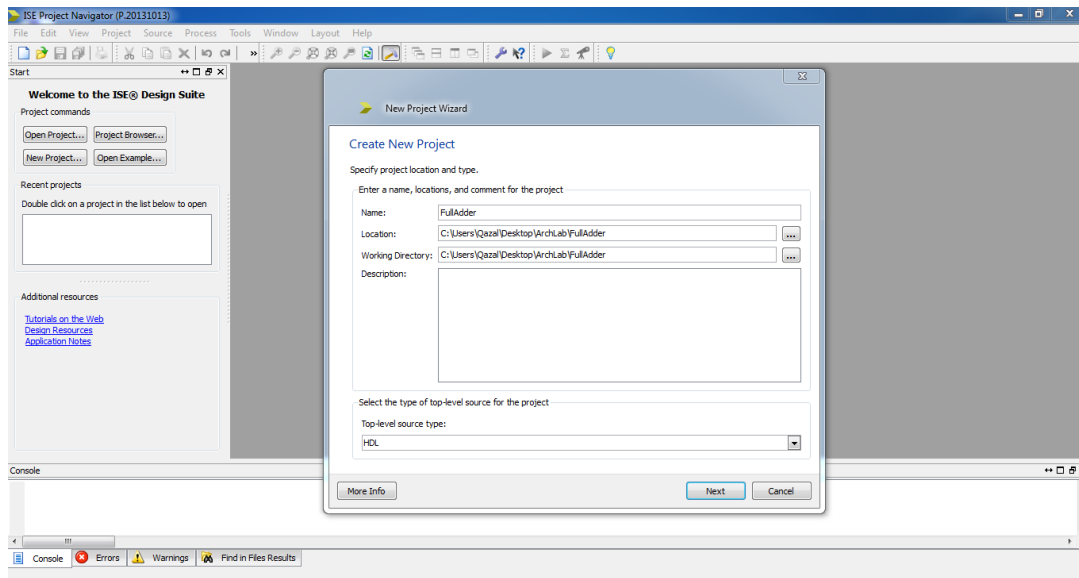 ISE Project Navigator (P.20131013)
File Edit View Project Source Process Tools Window Layout Help
Start
Welcome to the ISE® Design Suite
Project commands
Open Project... Project Browser...
New Project... Open Example...
Recent projects
Double click on a project in the list below to open
Additional resources
Tutorials on the Web
Design Resources
Application Notes
New Project Wizard
Create New Project
Specify project location and type.
Enter a name, locations, and comment for the project
Name: FullAdder
Location: C:\Users\Qazal\Desktop\ArchLab\FullAdder ...
Working Directory: C:\Users\Qazal\Desktop\ArchLab\FullAdder ...
Description:
Select the type of top-level source for the project
Top-level source type:
HDL
More Info Next Cancel
Console
Console Errors Warnings Find in Files Results